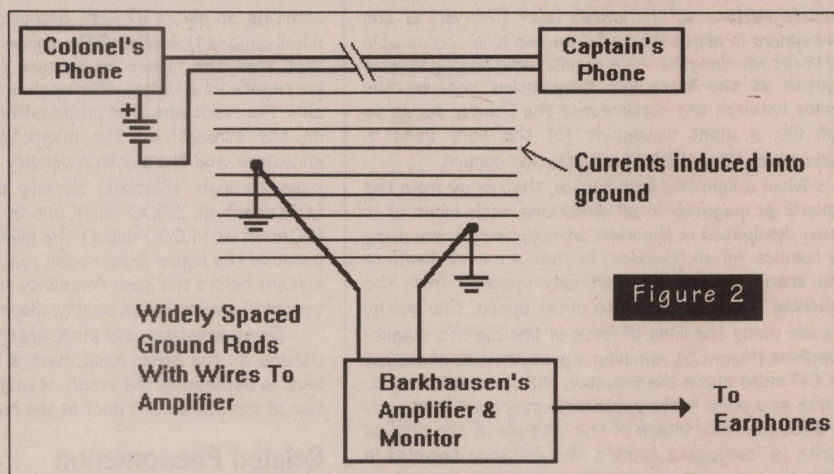 Colonel's
Phone
Captain's
Phone
+
Currents induced into
ground
Figure 2
Widely Spaced
Ground Rods
With Wires To
Amplifier
Barkhausen's
Amplifier &
Monitor
To
Earphones